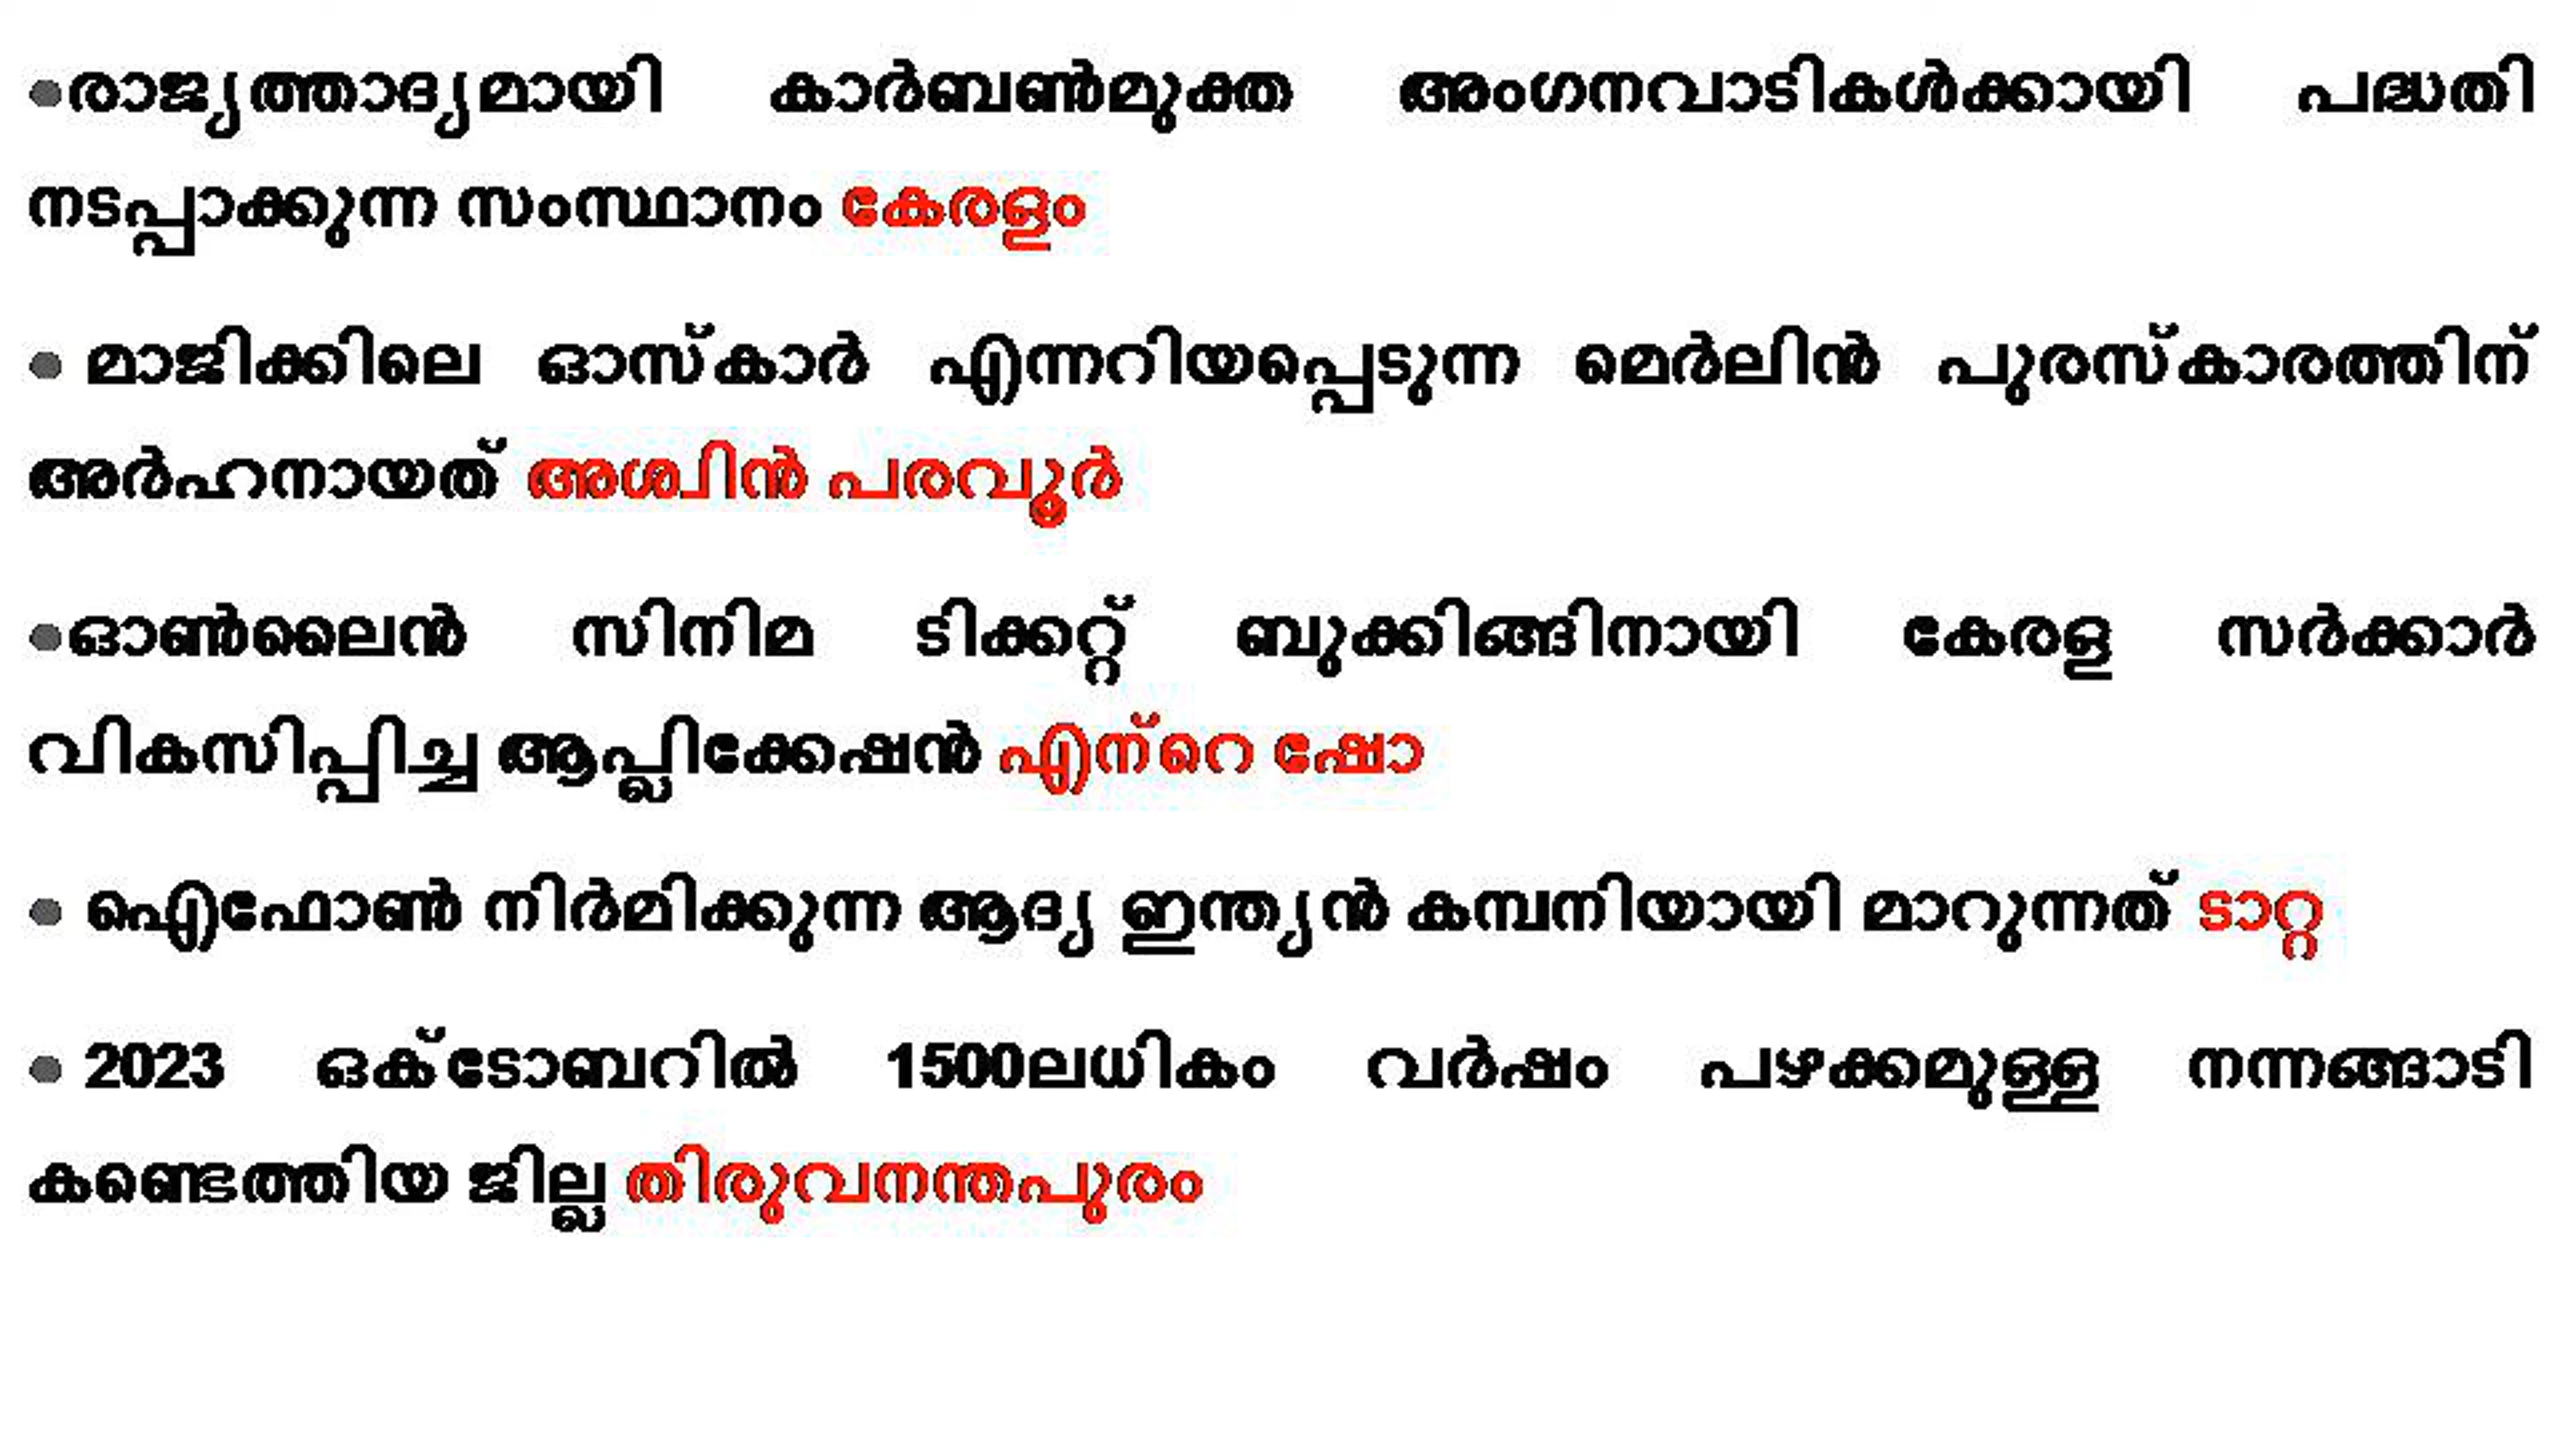 ●രാജ്യത്താദ്യമായി കാർബൺമുക്ത അംഗനവാടികൾക്കായി പദ്ധതി
നടപ്പാക്കുന്ന സംസ്ഥാനം കേരളം
● മാജിക്കിലെ ഓസ്കാർ എന്നറിയപ്പെടുന്ന മെർലിൻ പുരസ്കാരത്തിന്
അർഹനായത് അശ്വിൻ പരവൂർ
●ഓൺലൈൻ സിനിമ ടിക്കറ്റ് ബുക്കിങ്ങിനായി കേരള സർക്കാർ
വികസിപ്പിച്ച ആപ്ലിക്കേഷൻ എന്റെ ഷോ
● ഐഫോൺ നിർമിക്കുന്ന ആദ്യ ഇന്ത്യൻ കമ്പനിയായി മാറുന്നത് ടാറ്റ
● 2023 ഒക്ടോബറിൽ 1500ലധികം വർഷം പഴക്കമുള്ള നന്നങ്ങാടി
കണ്ടെത്തിയ ജില്ല തിരുവനന്തപുരം